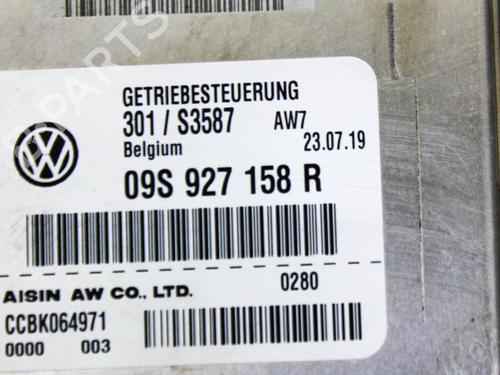 GETRIEBESTEUERUNG
301 / S3587 AW7
Belgium 23.07.19
09S 927 158 R
AISIN AW CO., LTD. 0280
CCBK064971
0000 003